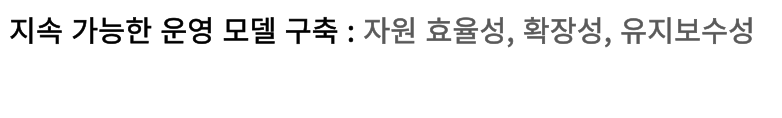 지속 가능한 운영 모델 구축 : 자원 효율성, 확장성, 유지보수성